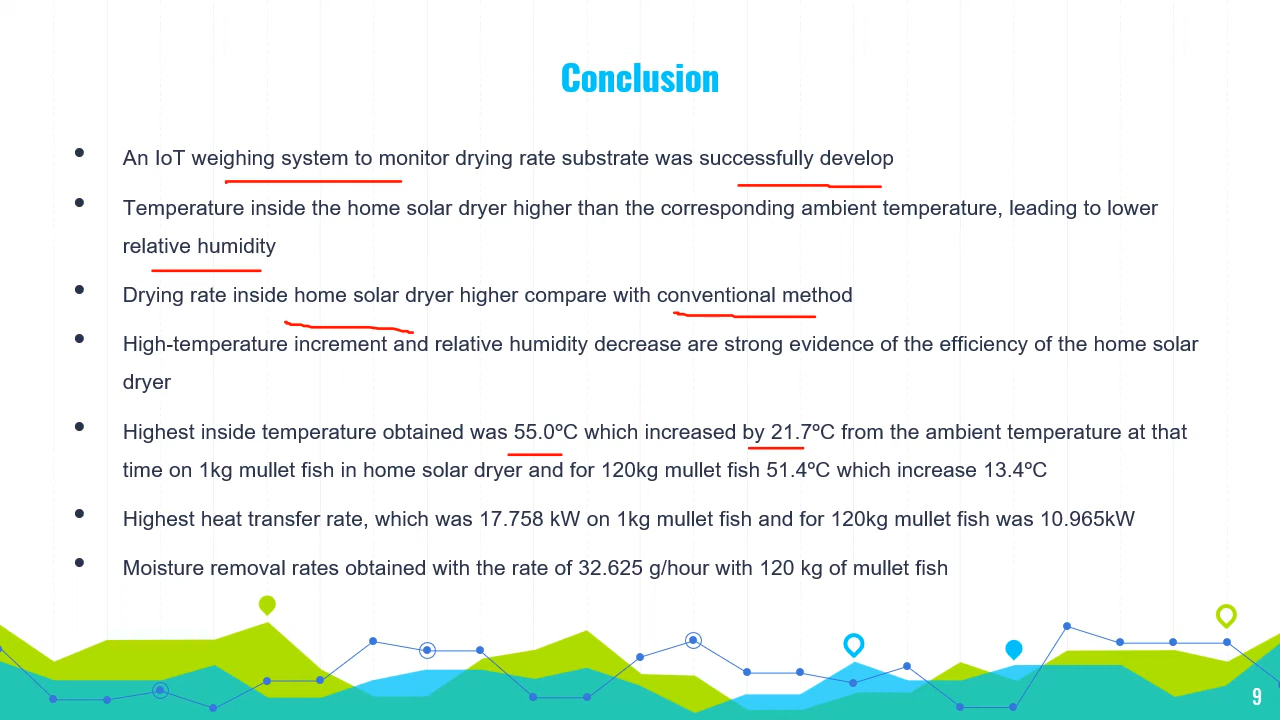 Conclusion
• An IoT weighing system to monitor drying rate substrate was successfully develop
• Temperature inside the home solar dryer higher than the corresponding ambient temperature, leading to lower
relative humidity
• Drying rate inside home solar dryer higher compare with conventional method
• High-temperature increment and relative humidity decrease are strong evidence of the efficiency of the home solar
dryer
• Highest inside temperature obtained was 55.0ºC which increased by 21.7ºC from the ambient temperature at that
time on 1kg mullet fish in home solar dryer and for 120kg mullet fish 51.4ºC which increase 13.4ºC
• Highest heat transfer rate, which was 17.758 kW on 1kg mullet fish and for 120kg mullet fish was 10.965kW
• Moisture removal rates obtained with the rate of 32.625 g/hour with 120 kg of mullet fish
9